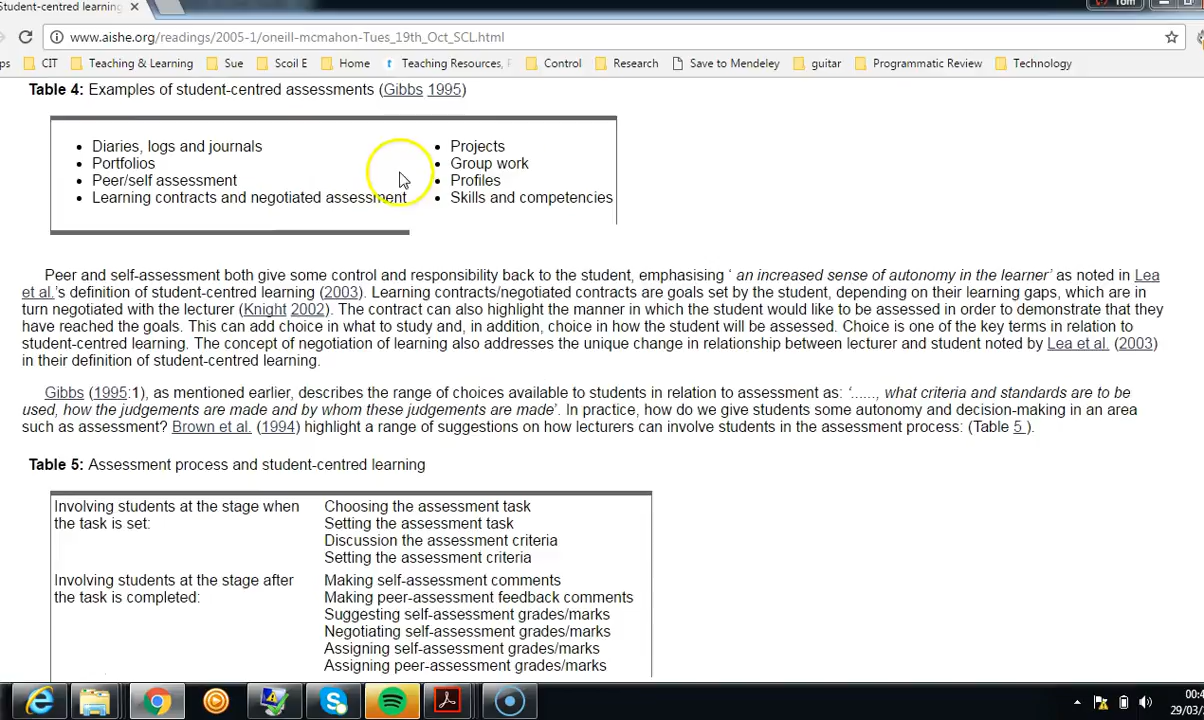 Student-centred learning
Tom
www.aishe.org/readings/2005-1/oneill-mcmahon-Tues_19th_Oct_SCL.html
ps CIT Teaching & Learning Sue Scoil E Home t Teaching Resources, Control Research Save to Mendeley guitar Programmatic Review Technology
Table 4: Examples of student-centred assessments (Gibbs 1995)
• Diaries, logs and journals
• Portfolios
• Peer/self assessment
• Learning contracts and negotiated assessment
• Projects
• Group work
• Profiles
• Skills and competencies
Peer and self-assessment both give some control and responsibility back to the student, emphasising ‘ an increased sense of autonomy in the learner’ as noted in Lea
et al.’s definition of student-centred learning (2003). Learning contracts/negotiated contracts are goals set by the student, depending on their learning gaps, which are in
turn negotiated with the lecturer (Knight 2002). The contract can also highlight the manner in which the student would like to be assessed in order to demonstrate that they
have reached the goals. This can add choice in what to study and, in addition, choice in how the student will be assessed. Choice is one of the key terms in relation to
student-centred learning. The concept of negotiation of learning also addresses the unique change in relationship between lecturer and student noted by Lea et al. (2003)
in their definition of student-centred learning.
Gibbs (1995:1), as mentioned earlier, describes the range of choices available to students in relation to assessment as: ‘......, what criteria and standards are to be
used, how the judgements are made and by whom these judgements are made’. In practice, how do we give students some autonomy and decision-making in an area
such as assessment? Brown et al. (1994) highlight a range of suggestions on how lecturers can involve students in the assessment process: (Table 5 ).
Table 5: Assessment process and student-centred learning
Involving students at the stage when
the task is set:
Choosing the assessment task
Setting the assessment task
Discussion the assessment criteria
Setting the assessment criteria
Involving students at the stage after
the task is completed:
Making self-assessment comments
Making peer-assessment feedback comments
Suggesting self-assessment grades/marks
Negotiating self-assessment grades/marks
Assigning self-assessment grades/marks
Assigning peer-assessment grades/marks
00:4
29/03/